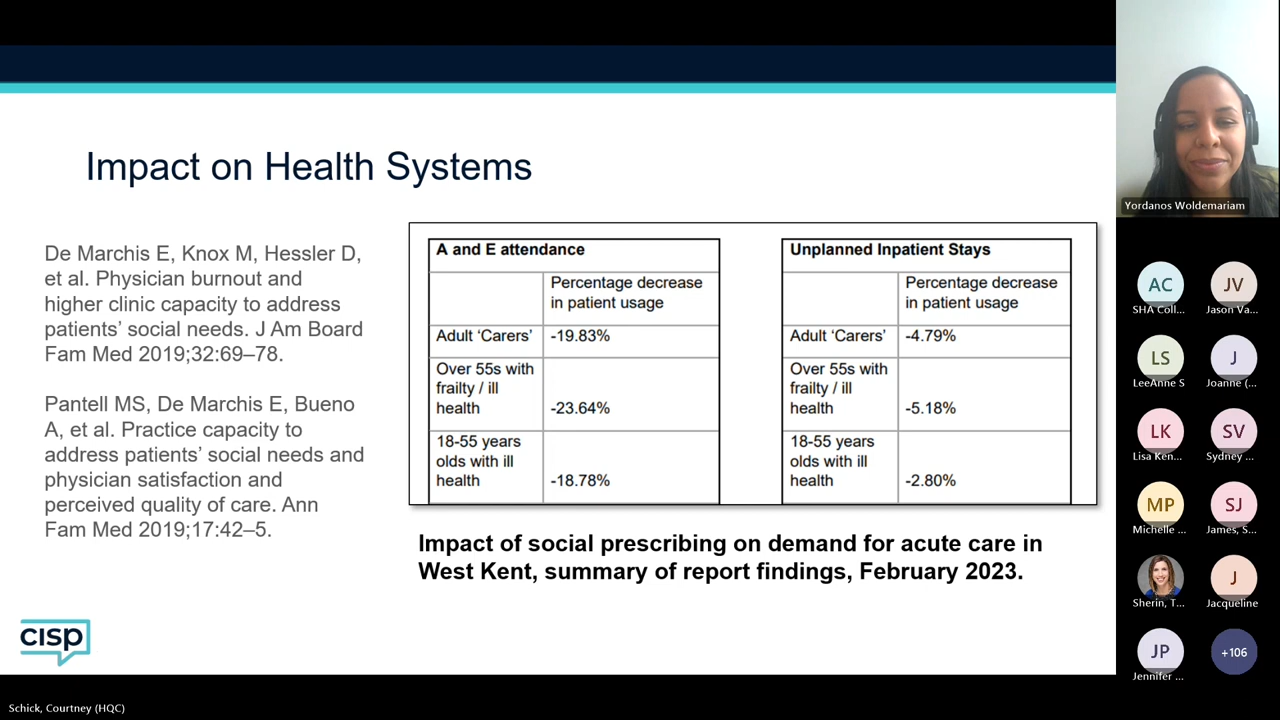 Impact on Health Systems
De Marchis E, Knox M, Hessler D,
et al. Physician burnout and
higher clinic capacity to address
patients’ social needs. J Am Board
Fam Med 2019;32:69–78.
Pantell MS, De Marchis E, Bueno
A, et al. Practice capacity to
address patients’ social needs and
physician satisfaction and
perceived quality of care. Ann
Fam Med 2019;17:42–5.
A and E attendance
Percentage decrease
in patient usage
Adult ‘Carers’ -19.83%
Over 55s with
frailty / ill
health -23.64%
18-55 years
olds with ill
health -18.78%
Unplanned Inpatient Stays
Percentage decrease
in patient usage
Adult ‘Carers’ -4.79%
Over 55s with
frailty / ill
health -5.18%
18-55 years
olds with ill
health -2.80%
Impact of social prescribing on demand for acute care in
West Kent, summary of report findings, February 2023.
cisp
Schick, Courtney (HQC)
Yordanos Woldemariam
AC JV
SHA Coll... Jason Va...
LS J
LeeAnne S Joanne (...
LK SV
Lisa Ken... Sydney ...
MP SJ
Michelle ... James, S...
J
Sherin, T... Jacqueline
JP +106
Jennifer ...